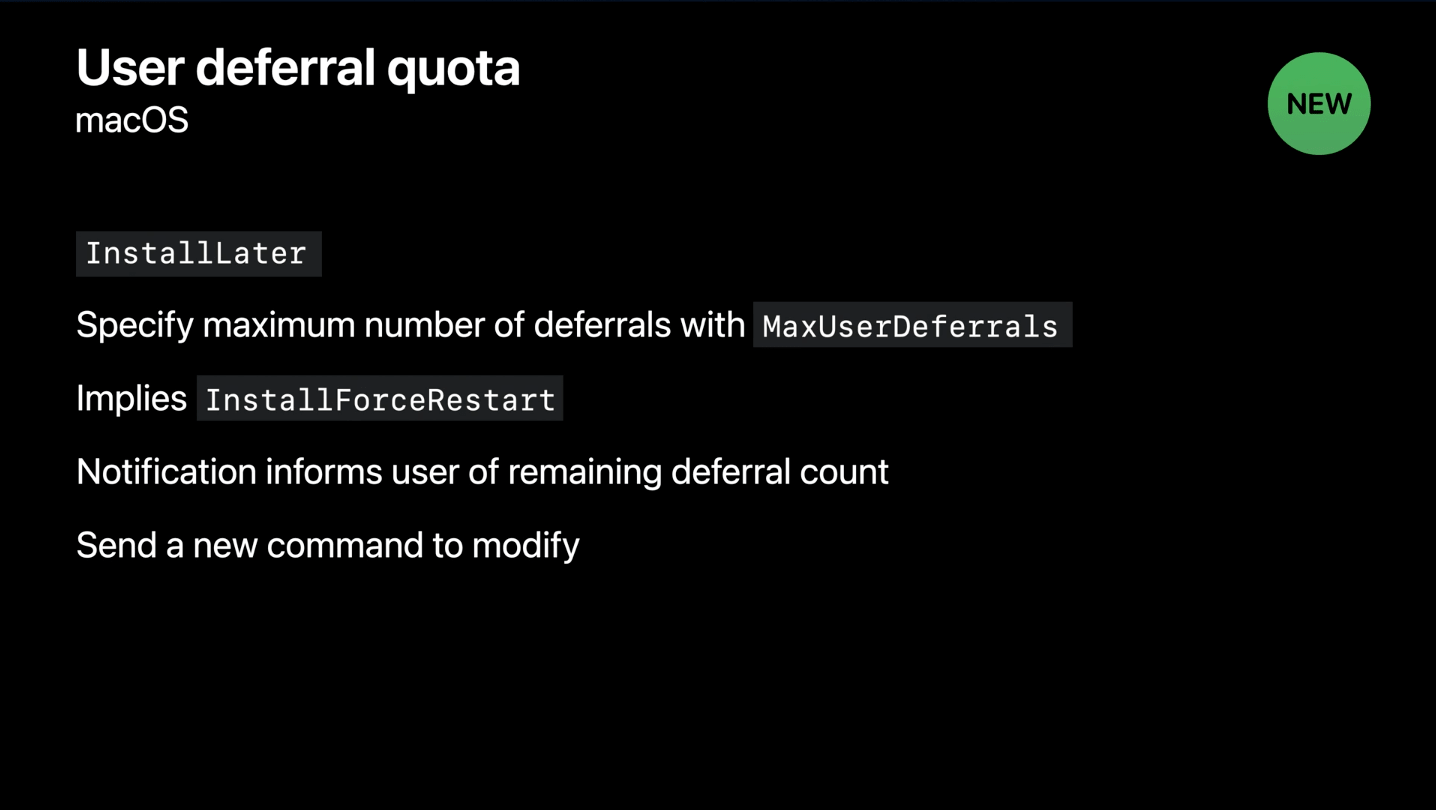 User deferral quota
macOS
NEW
InstallLater
Specify maximum number of deferrals with MaxUserDeferrals
Implies InstallForceRestart
Notification informs user of remaining deferral count
Send a new command to modify